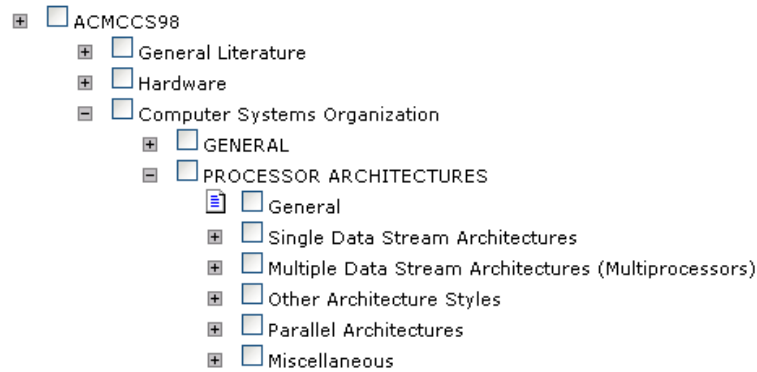 ACMCCS98
General Literature
Hardware
Computer Systems Organization
GENERAL
PROCESSOR ARCHITECTURES
General
Single Data Stream Architectures
Multiple Data Stream Architectures (Multiprocessors)
Other Architecture Styles
Parallel Architectures
Miscellaneous